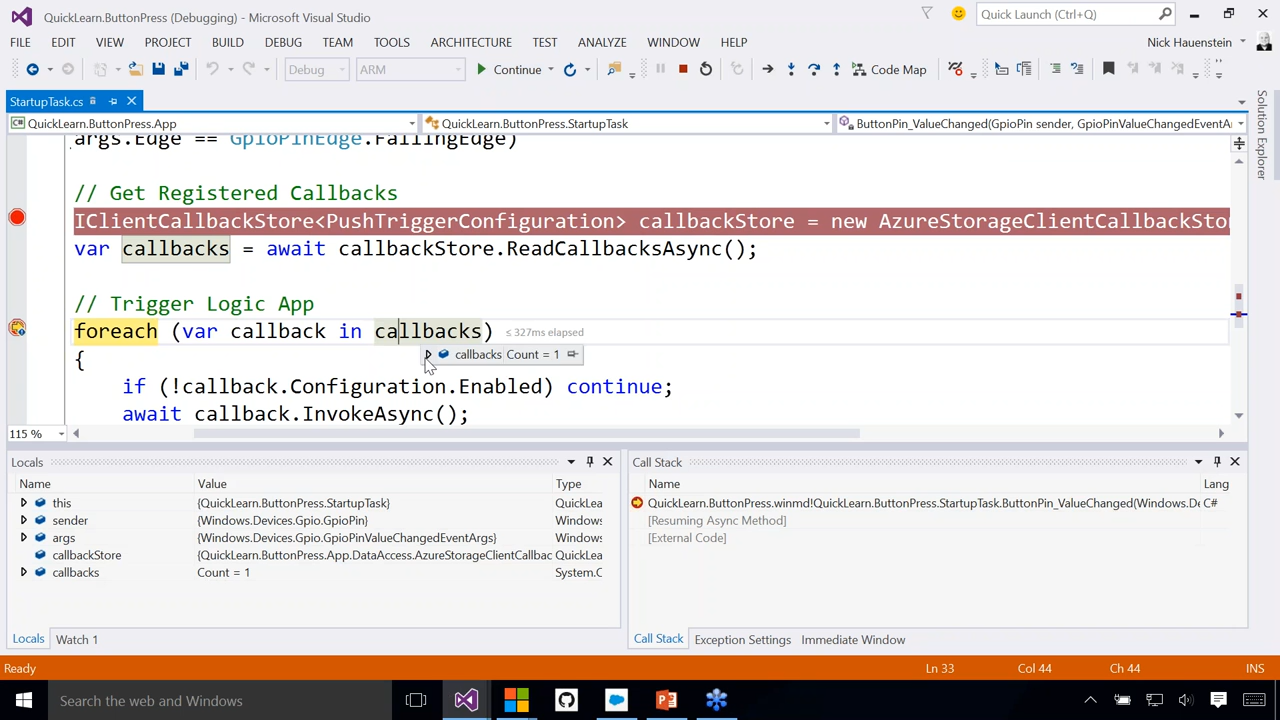 QuickLearn.ButtonPress (Debugging) - Microsoft Visual Studio
Quick Launch (Ctrl+Q)
FILE EDIT VIEW PROJECT BUILD DEBUG TEAM TOOLS ARCHITECTURE TEST ANALYZE WINDOW HELP
Nick Hauenstein
Debug ARM Continue Code Map
StartupTask.cs
Solution Explorer
QuickLearn.ButtonPress.App QuickLearn.ButtonPress.StartupTask ButtonPin_ValueChanged(GpioPin sender, GpioPinValueChangedEventAr
args.Edge == GpioPinEdge.FallingEdge)
// Get Registered Callbacks
IClientCallbackStore<PushTriggerConfiguration> callbackStore = new AzureStorageClientCallbackStor
var callbacks = await callbackStore.ReadCallbacksAsync();
// Trigger Logic App
foreach (var callback in callbacks) ≤ 327ms elapsed
callbacks Count = 1
{
if (!callback.Configuration.Enabled) continue;
await callback.InvokeAsync();
115 %
Locals
Name Value Type
this {QuickLearn.ButtonPress.StartupTask} QuickLea
sender {Windows.Devices.Gpio.GpioPin} Windows
args {Windows.Devices.Gpio.GpioPinValueChangedEventArgs} Windows
callbackStore {QuickLearn.ButtonPress.App.DataAccess.AzureStorageClientCallbac QuickLea
callbacks Count = 1 System.C
Locals Watch 1
Call Stack
Name Lang
QuickLearn.ButtonPress.winmd!QuickLearn.ButtonPress.StartupTask.ButtonPin_ValueChanged(Windows.De C#
[Resuming Async Method]
[External Code]
Call Stack Exception Settings Immediate Window
Ready Ln 33 Col 44 Ch 44 INS
Search the web and Windows